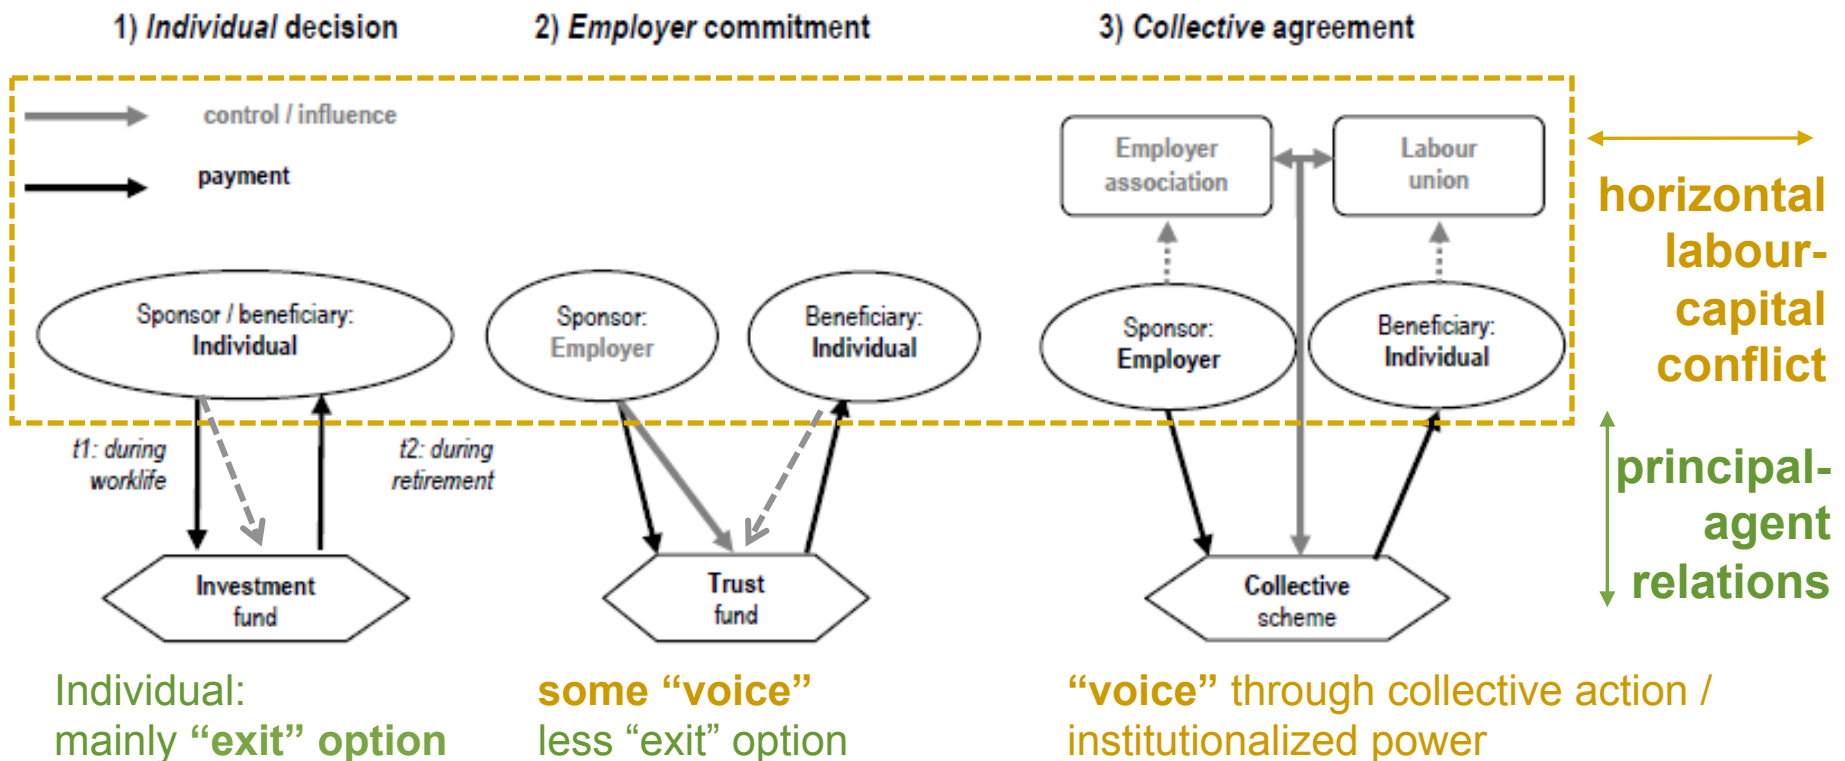 1) Individual decision
2) Employer commitment
3) Collective agreement
control / influence
payment
Employer
association
Labour
union
horizontal
labour-
capital
conflict
Sponsor / beneficiary:
Individual
Sponsor:
Employer
Beneficiary:
Individual
Sponsor:
Employer
Beneficiary:
Individual
t1: during
worklife
t2: during
retirement
principal-
agent
relations
Investment
fund
Trust
fund
Collective
scheme
Individual:
mainly “exit” option
some “voice”
less “exit” option
“voice” through collective action /
institutionalized power